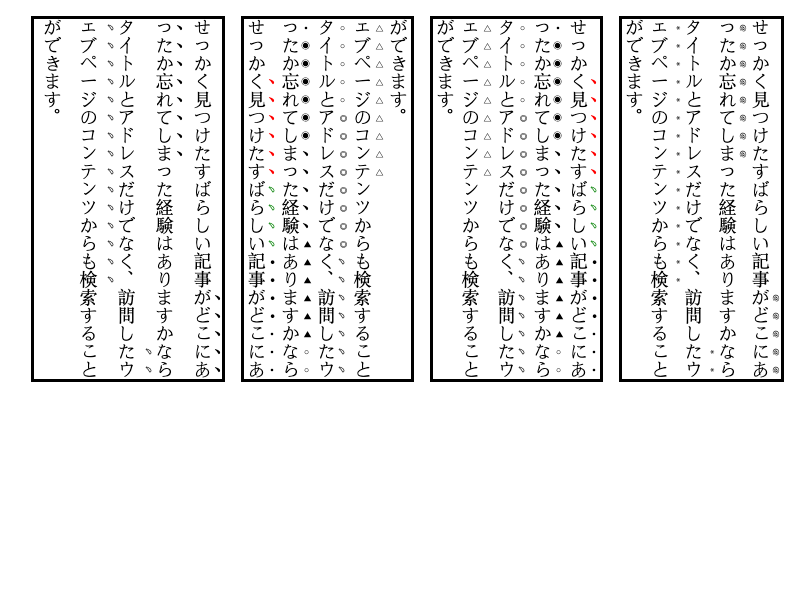 せっかく見つけたすばらしい記事がどこにあ
ったか忘れてしまった経験はありますかなら
タイトルとアドレスだけでなく、訪問したウ
ェブページのコンテンツからも検索すること
ができます。
せっかく見つけたすばらしい記事がどこにあ
ったか忘れてしまった経験はありますかなら
タイトルとアドレスだけでなく、訪問したウ
ェブページのコンテンツからも検索すること
ができます。
せっかく見つけたすばらしい記事がどこにあ
ったか忘れてしまった経験はありますかなら
タイトルとアドレスだけでなく、訪問したウ
ェブページのコンテンツからも検索すること
ができます。
せっかく見つけたすばらしい記事がどこにあ
ったか忘れてしまった経験はありますかなら
タイトルとアドレスだけでなく、訪問したウ
ェブページのコンテンツからも検索すること
ができます。